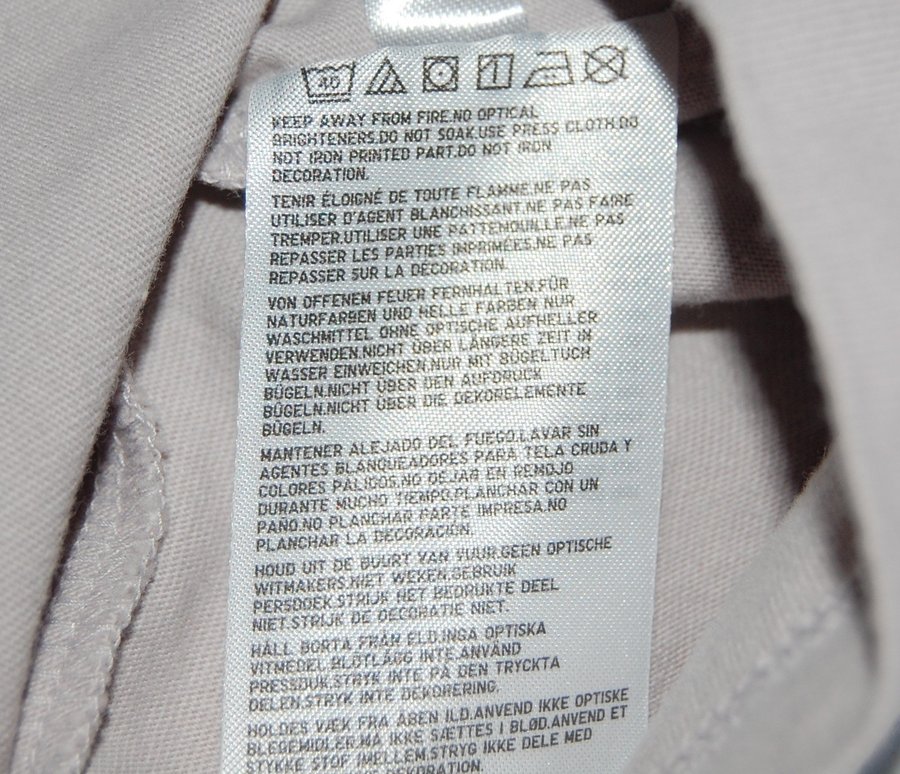 40
KEEP AWAY FROM FIRE.NO OPTICAL
BRIGHTENERS.DO NOT SOAK.USE PRESS CLOTH.DO
NOT IRON PRINTED PART.DO NOT IRON
DECORATION.
TENIR ÉLOIGNÉ DE TOUTE FLAMME.NE PAS
UTILISER D'AGENT BLANCHISSANT.NE PAS FAIRE
TREMPER.UTILISER UNE PATTEMOUILLE.NE PAS
REPASSER LES PARTIES IMPRIMÉES.NE PAS
REPASSER SUR LA DÉCORATION.
VON OFFENEM FEUER FERNHALTEN.FÜR
NATURFARBEN UND HELLE FARBEN NUR
WASCHMITTEL OHNE OPTISCHE AUFHELLER
VERWENDEN.NICHT ÜBER LÄNGERE ZEIT IN
WASSER EINWEICHEN.NUR MIT BÜGELTUCH
BÜGELN.NICHT ÜBER DEN AUFDRUCK
BÜGELN.NICHT ÜBER DIE DEKORELEMENTE
BÜGELN.
MANTENER ALEJADO DEL FUEGO.LAVAR SIN
AGENTES BLANQUEADORES PARA TELA CRUDA Y
COLORES PALIDOS.NO DEJAR EN REMOJO
DURANTE MUCHO TIEMPO.PLANCHAR CON UN
PAÑO.NO PLANCHAR PARTE IMPRESA.NO
PLANCHAR LA DECORACIÓN.
HOUD UIT DE BUURT VAN VUUR.GEEN OPTISCHE
WITMAKERS.NIET WEKEN.GEBRUIK
PERSDOEK.STRIJK HET BEDRUKTE DEEL
NIET.STRIJK DE DECORATIE NIET.
HÅLL BORTA FRÅN ELD.INGA OPTISKA
VITMEDEL.BLÖTLÄGG INTE.ANVÄND
PRESSDUK.STRYK INTE PÅ DEN TRYCKTA
DELEN.STRYK INTE DEKORERING.
HOLDES VÆK FRA ÅBEN ILD.ANVEND IKKE OPTISKE
BLEGEMIDLER.MÅ IKKE SÆTTES I BLØD.ANVEND ET
STYKKE STOF IMELLEM.STRYG IKKE DELE MED
DEKORATION.